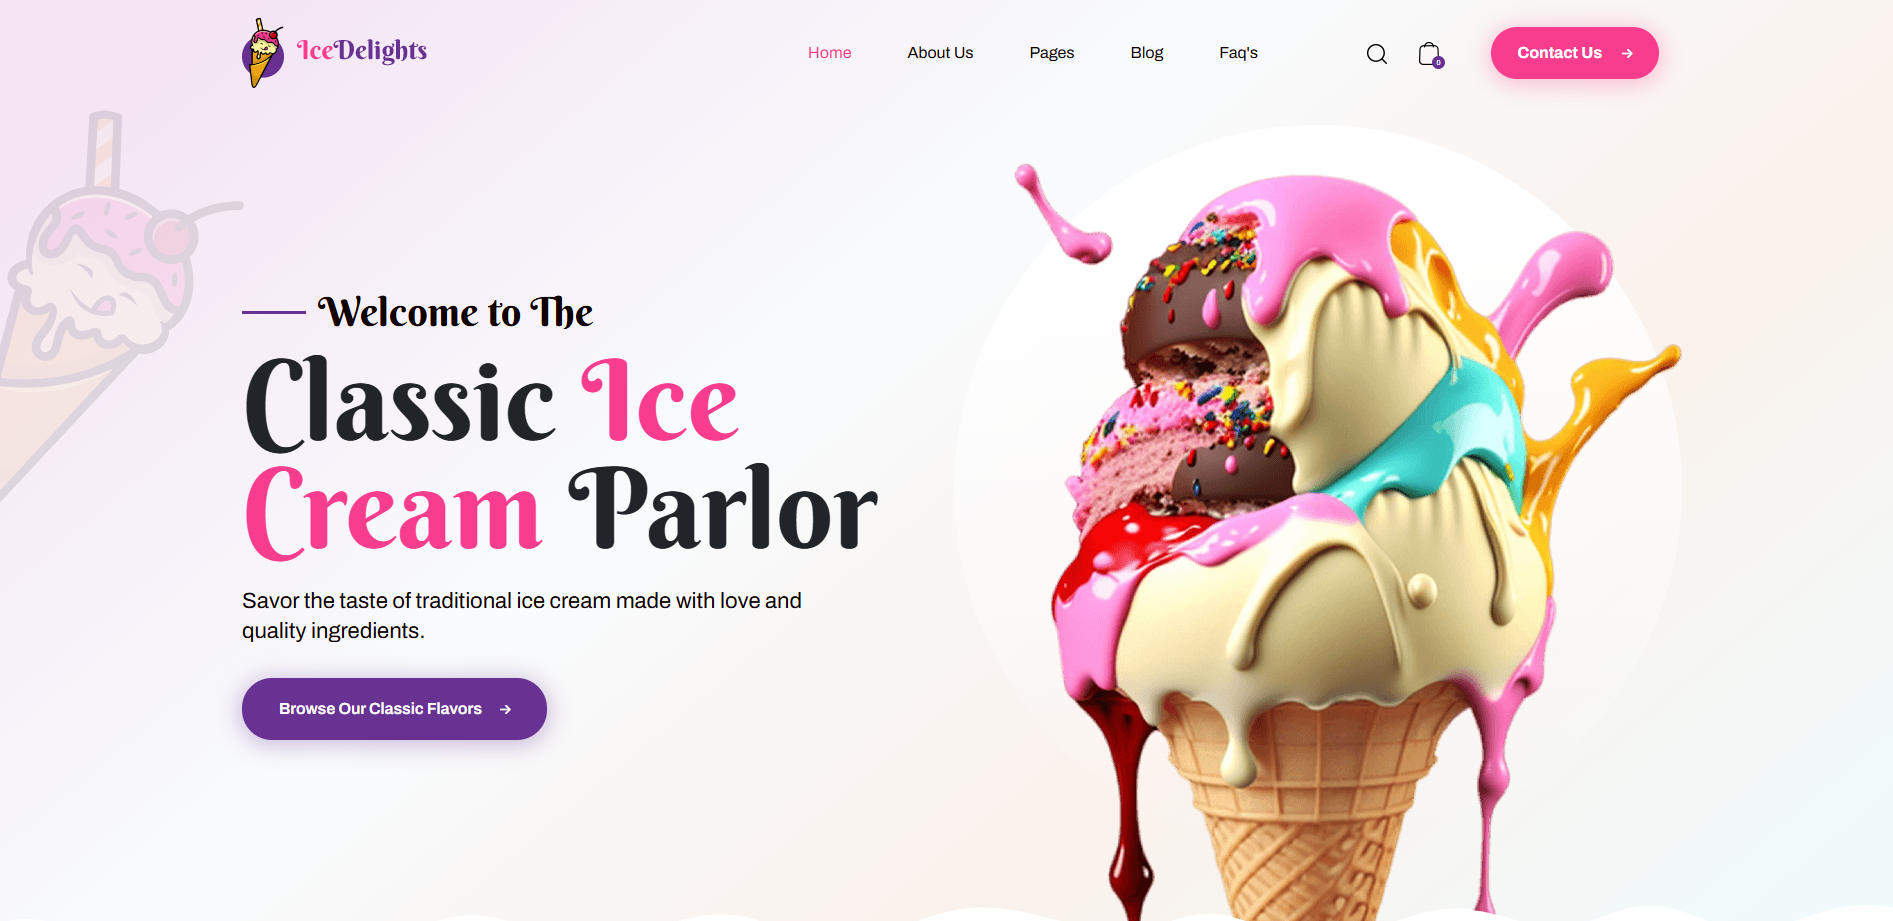 IceDelights
Home About Us Pages Blog Faq's
0
Contact Us
Welcome to The
Classic Ice
Cream Parlor
Savor the taste of traditional ice cream made with love and
quality ingredients.
Browse Our Classic Flavors